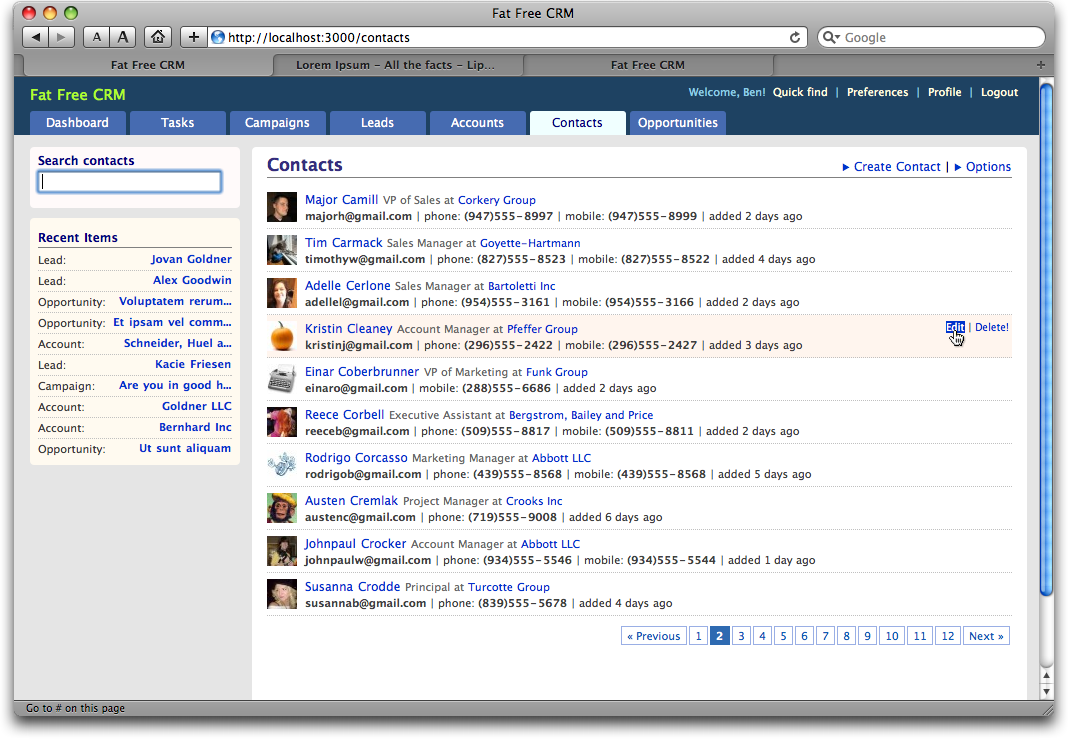 Fat Free CRM
A A + http://localhost:3000/contacts Google
Fat Free CRM Lorem Ipsum – All the facts – Lip... Fat Free CRM +
Fat Free CRM
Welcome, Ben! Quick find | Preferences | Profile | Logout
Dashboard Tasks Campaigns Leads Accounts Contacts Opportunities
Search contacts
Recent Items
Lead: Jovan Goldner
Lead: Alex Goodwin
Opportunity: Voluptatem rerum...
Opportunity: Et ipsam vel comm...
Account: Schneider, Huel a...
Lead: Kacie Friesen
Campaign: Are you in good h...
Account: Goldner LLC
Account: Bernhard Inc
Opportunity: Ut sunt aliquam
Contacts
Create Contact | Options
Major Camill VP of Sales at Corkery Group
majorh@gmail.com | phone: (947)555-8997 | mobile: (947)555-8999 | added 2 days ago
Tim Carmack Sales Manager at Goyette-Hartmann
timothyw@gmail.com | phone: (827)555-8523 | mobile: (827)555-8522 | added 4 days ago
Adelle Cerlone Sales Manager at Bartoletti Inc
adellel@gmail.com | phone: (954)555-3161 | mobile: (954)555-3166 | added 2 days ago
Kristin Cleaney Account Manager at Pfeffer Group
Edit | Delete!
kristinj@gmail.com | phone: (296)555-2422 | mobile: (296)555-2427 | added 3 days ago
Einar Coberbrunner VP of Marketing at Funk Group
einaro@gmail.com | mobile: (288)555-6686 | added 2 days ago
Reece Corbell Executive Assistant at Bergstrom, Bailey and Price
reeceb@gmail.com | phone: (509)555-8817 | mobile: (509)555-8811 | added 2 days ago
Rodrigo Corcasso Marketing Manager at Abbott LLC
rodrigob@gmail.com | phone: (439)555-8568 | mobile: (439)555-8568 | added 5 days ago
Austen Cremlak Project Manager at Crooks Inc
austenc@gmail.com | phone: (719)555-9008 | added 6 days ago
Johnpaul Crocker Account Manager at Abbott LLC
johnpaulw@gmail.com | phone: (934)555-5546 | mobile: (934)555-5544 | added 1 day ago
Susanna Crodde Principal at Turcotte Group
susannab@gmail.com | phone: (839)555-5678 | added 4 days ago
« Previous 1 2 3 4 5 6 7 8 9 10 11 12 Next »
Go to # on this page